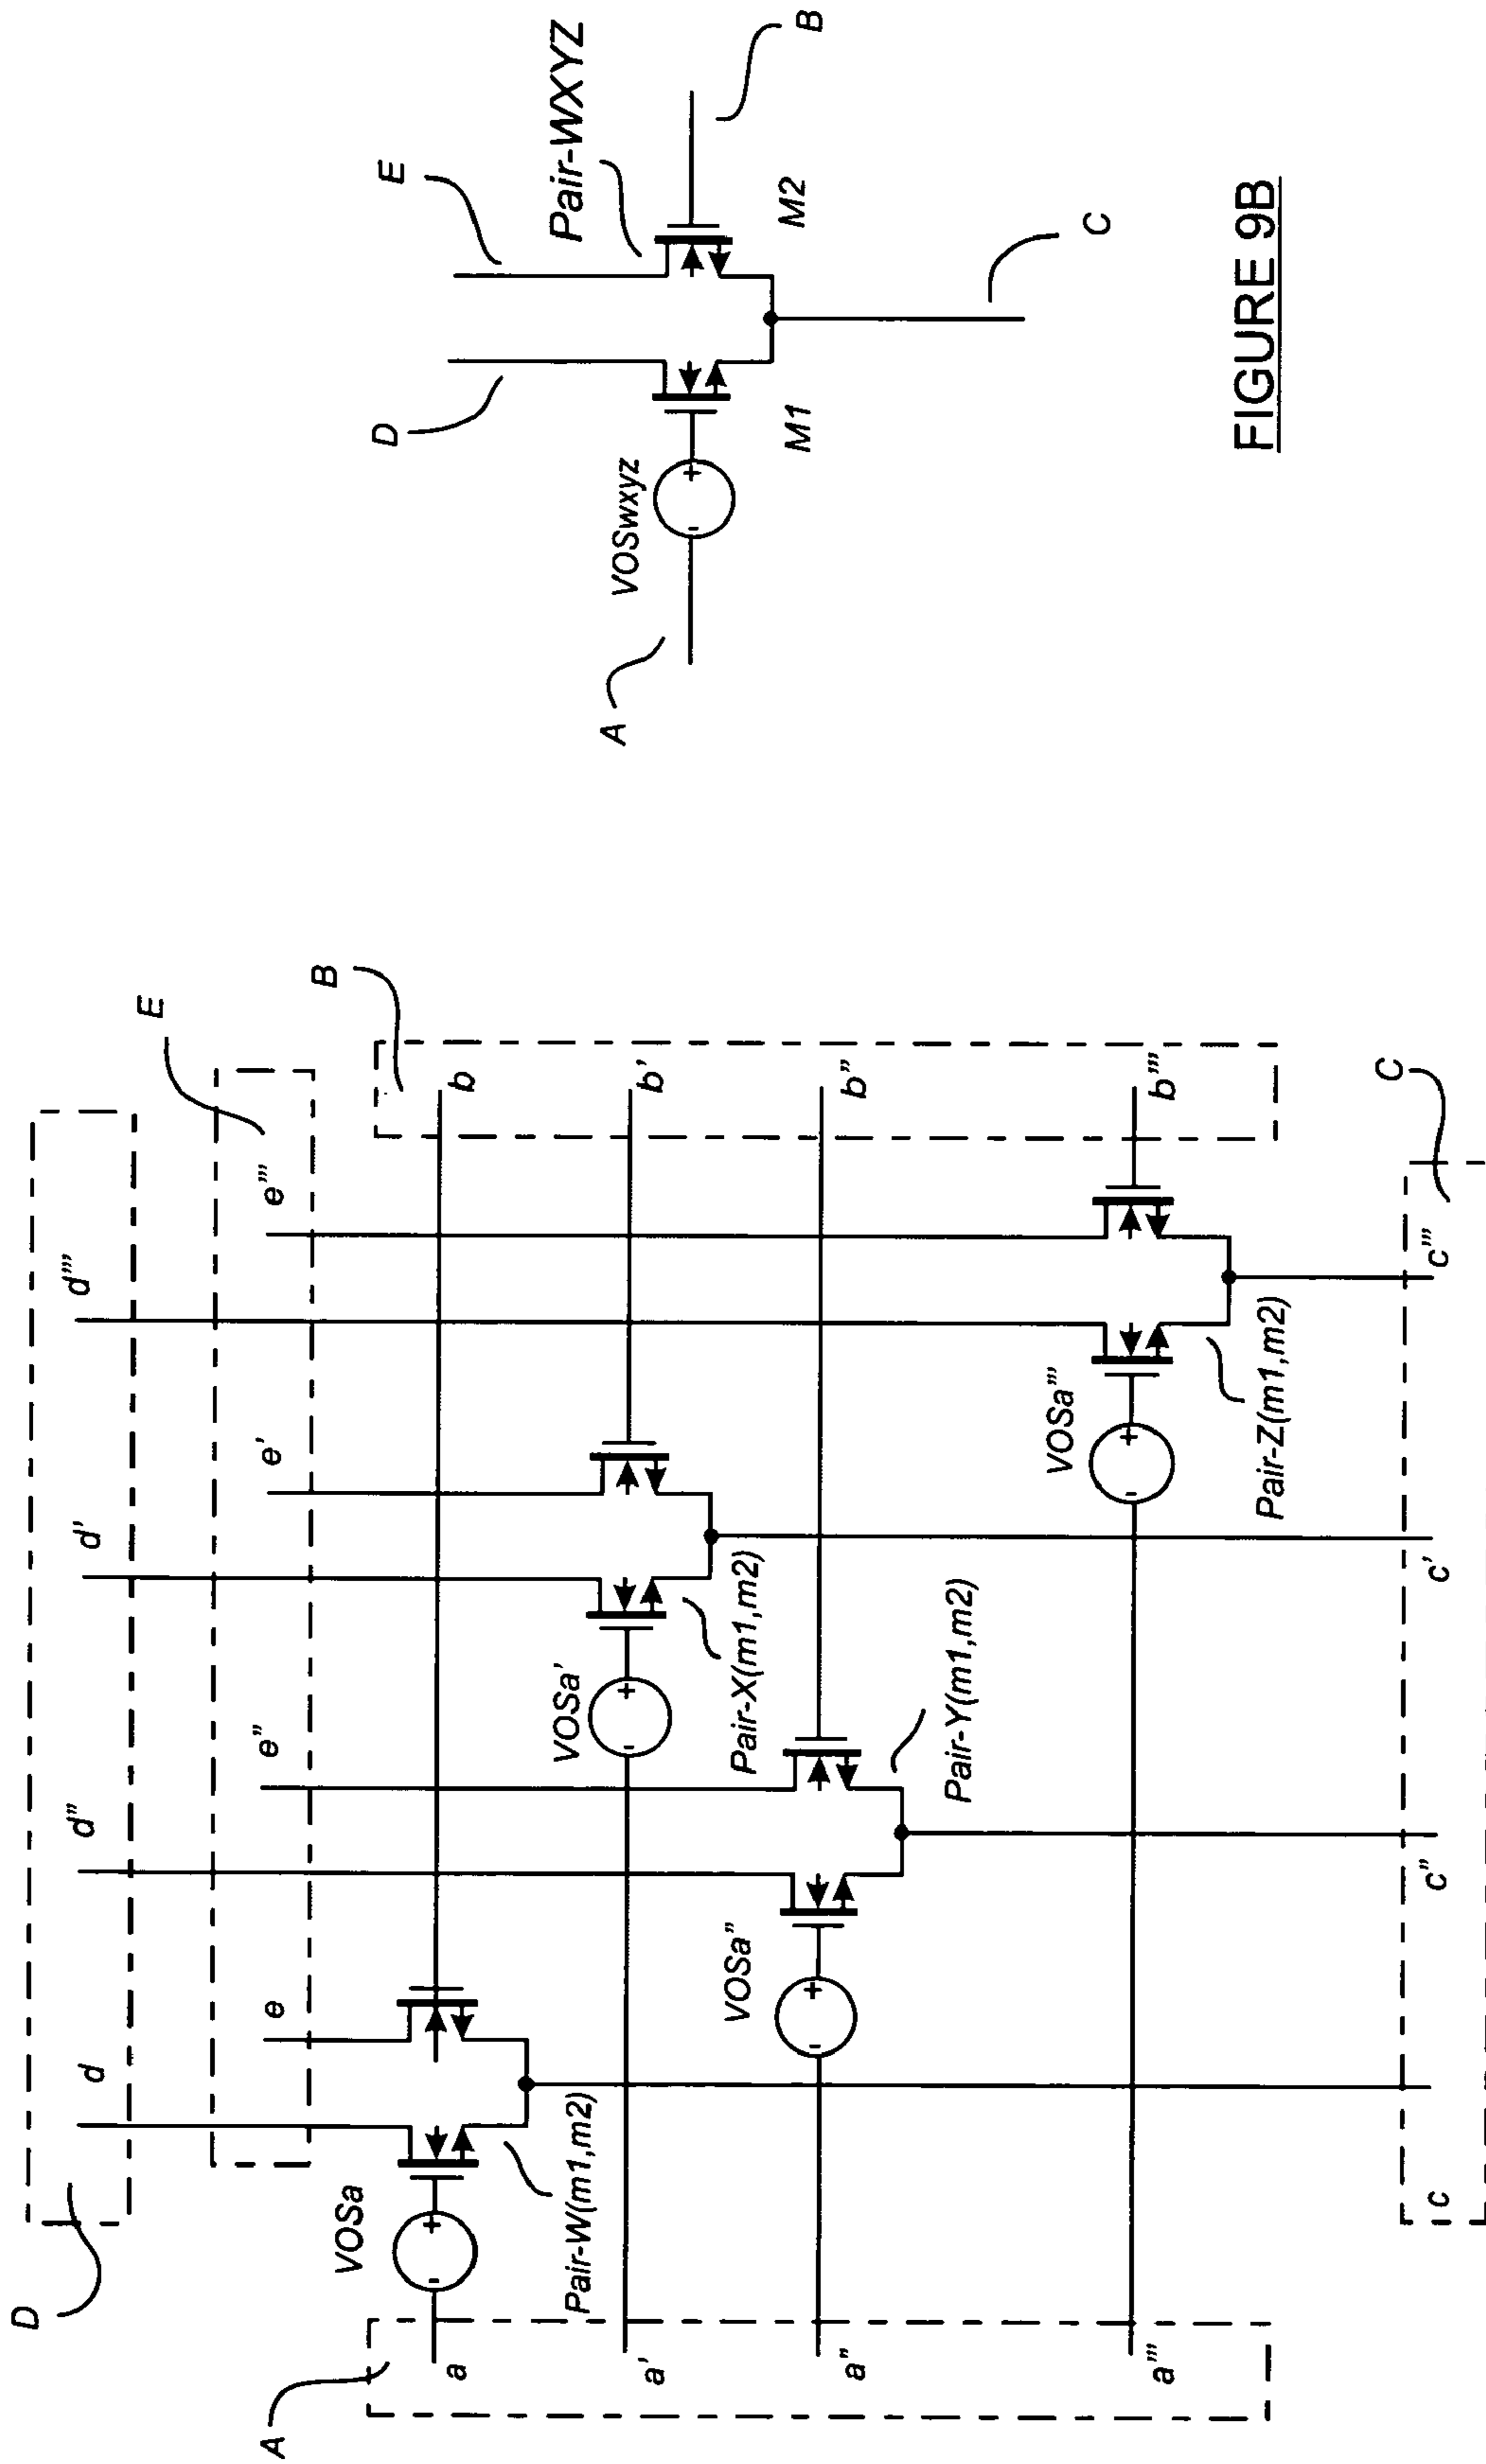 D
E
d
d"
d'
d'''
e
e"
e'
e'''
B
A
VOSa
a
b
Pair-W(m1,m2)
VOSa'
a'
b'
Pair-X(m1,m2)
VOSa"
a"
b"
Pair-Y(m1,m2)
VOSa'''
a'''
b'''
Pair-Z(m1,m2)
c
c"
c'
c'''
C
D
E
Pair-WXYZ
VOSwxyz
A
B
M1
M2
C
FIGURE 9B